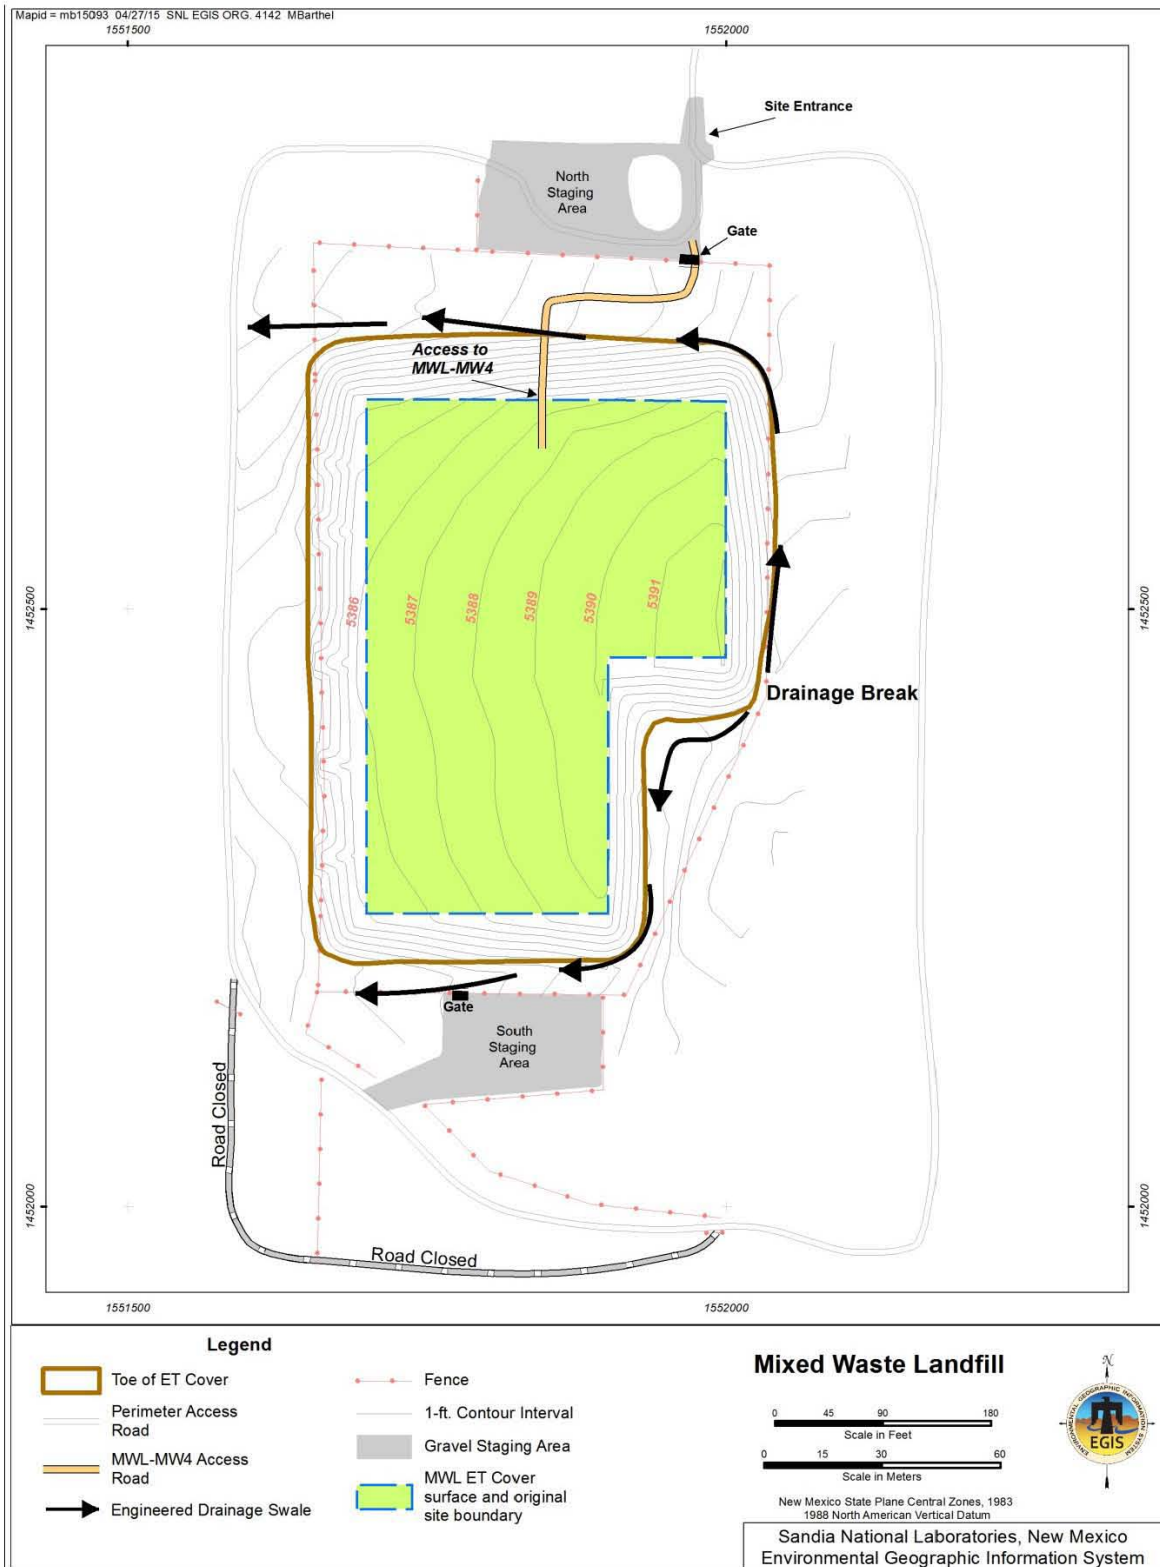 Mapid = mb15093 04/27/15 SNL EGIS ORG. 4142 MBarthel
1551500
1552000
Site Entrance
North
Staging
Area
Gate
Access to
MWL-MW4
1452500
1452500
5386
5387
5388
5389
5390
5391
Drainage Break
Gate
South
Staging
Area
Road Closed
Road Closed
1452000
1452000
1551500
1552000
Legend
Toe of ET Cover
Perimeter Access
Road
MWL-MW4 Access
Road
Engineered Drainage Swale
Fence
1-ft. Contour Interval
Gravel Staging Area
MWL ET Cover
surface and original
site boundary
Mixed Waste Landfill
0 45 90 180
Scale in Feet
0 15 30 60
Scale in Meters
New Mexico State Plane Central Zones, 1983
1988 North American Vertical Datum
N
ENVIRONMENTAL GEOGRAPHIC INFORMATION SYSTEM
EGIS
Sandia National Laboratories, New Mexico
Environmental Geographic Information System